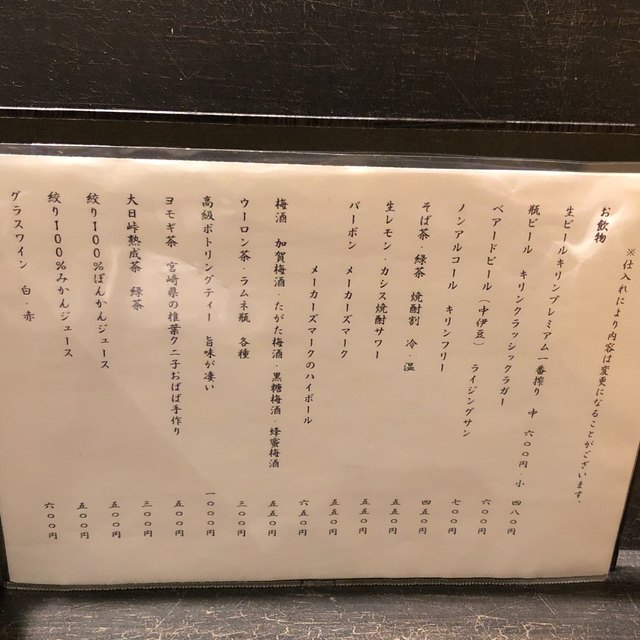 ※仕入れにより内容は変更になることがございます。
お飲物
生ビールキリンプレミアム一番搾り 中 六〇〇円・小 四八〇円
瓶ビール キリンクラッシックラガー 六〇〇円
ベアードビール(中伊豆) ライジングサン 七〇〇円
ノンアルコール キリンフリー 四五〇円
そば茶・緑茶 焼酎割 冷・温 五五〇円
生レモン・カシス焼酎サワー 五五〇円
バーボン メーカーズマーク 五五〇円
メーカーズマークのハイボール 六五〇円
梅酒 加賀梅酒・たがた梅酒・黒糖梅酒・蜂蜜梅酒 五五〇円
ウーロン茶・ラムネ瓶 各種 三〇〇円
高級ボトリングティー 旨味が凄い 一〇〇〇円
ヨモギ茶 宮崎県の椎葉クニ子おばば手作り 五〇〇円
大日峠熟成茶 緑茶 三〇〇円
絞り100%ぽんかんジュース 五〇〇円
絞り100%みかんジュース 五〇〇円
グラスワイン 白・赤 六〇〇円